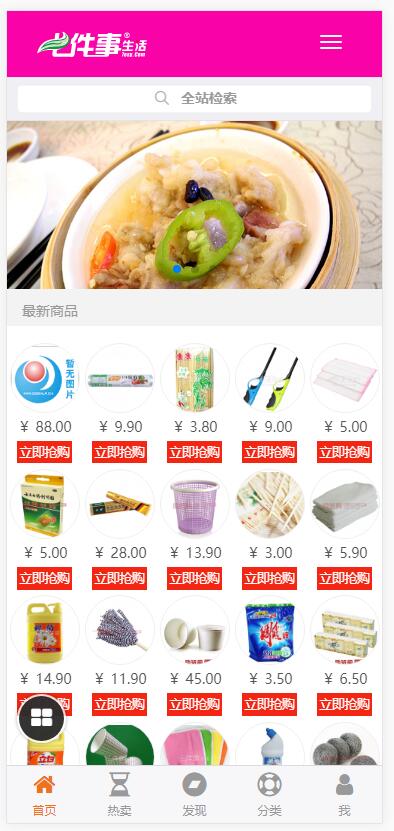 七件事®生活
7mss.Com
全站检索
最新商品
暂无图片
¥ 88.00 ¥ 9.90 ¥ 3.80 ¥ 9.00 ¥ 5.00
立即抢购 立即抢购 立即抢购 立即抢购 立即抢购
¥ 5.00 ¥ 28.00 ¥ 13.90 ¥ 3.00 ¥ 5.90
立即抢购 立即抢购 立即抢购 立即抢购 立即抢购
雕
¥ 14.90 ¥ 11.90 ¥ 45.00 ¥ 3.50 ¥ 6.50
立即抢购 立即抢购 立即抢购 立即抢购 立即抢购
立白
首页 热卖 发现 分类 我